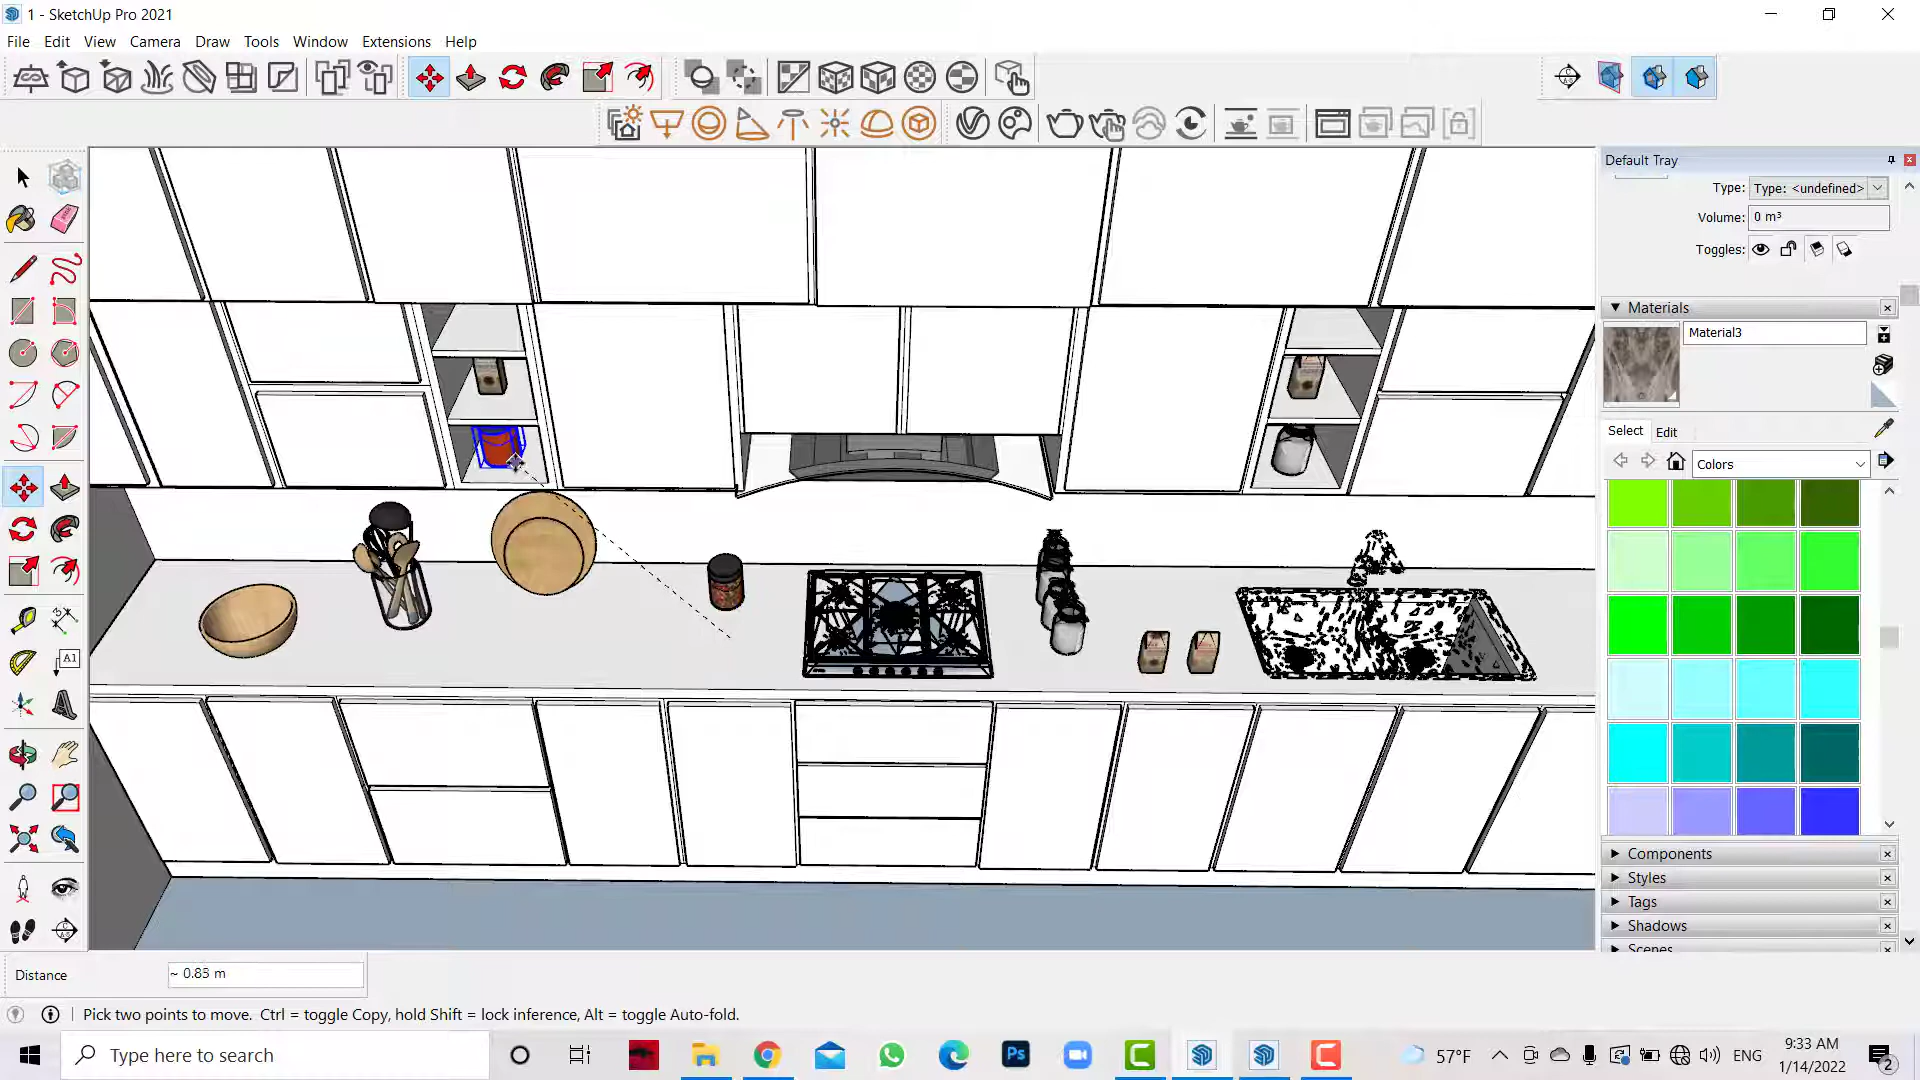 1 - SketchUp Pro 2021
File Edit View Camera Draw Tools Window Extensions Help
Default Tray
Type: Type: <undefined>
Volume: 0 m³
Toggles:
Materials
Material3
Select Edit
Colors
A1
Components
Styles
Tags
Shadows
Scenes
Distance ~ 0.85 m
Pick two points to move. Ctrl = toggle Copy, hold Shift = lock inference, Alt = toggle Auto-fold.
Type here to search
Ps
57°F
ENG
9:33 AM
1/14/2022
2